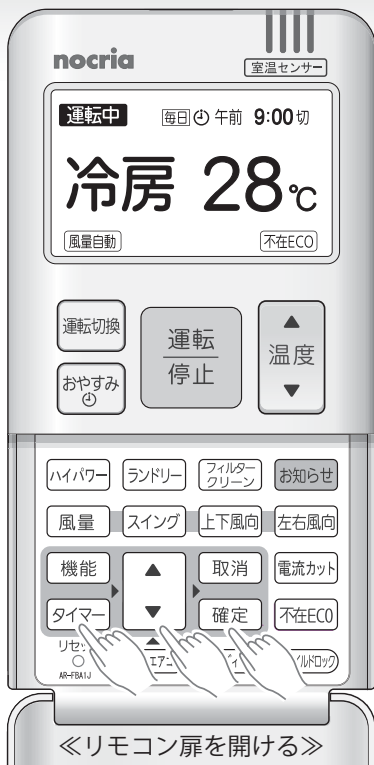 nocria
室温センサー
運転中 毎日 午前 9:00切
冷房 28℃
風量自動 不在ECO
運転切換 運転 停止 ▲ 温度 ▼
おやすみ
ハイパワー ランドリー フィルタークリーン お知らせ
風量 スイング 上下風向 左右風向
機能 ▲ 取消 電流カット
タイマー ▼ 確定 不在ECO
リセ
AR-FBA1J
≪リモコン扉を開ける≫